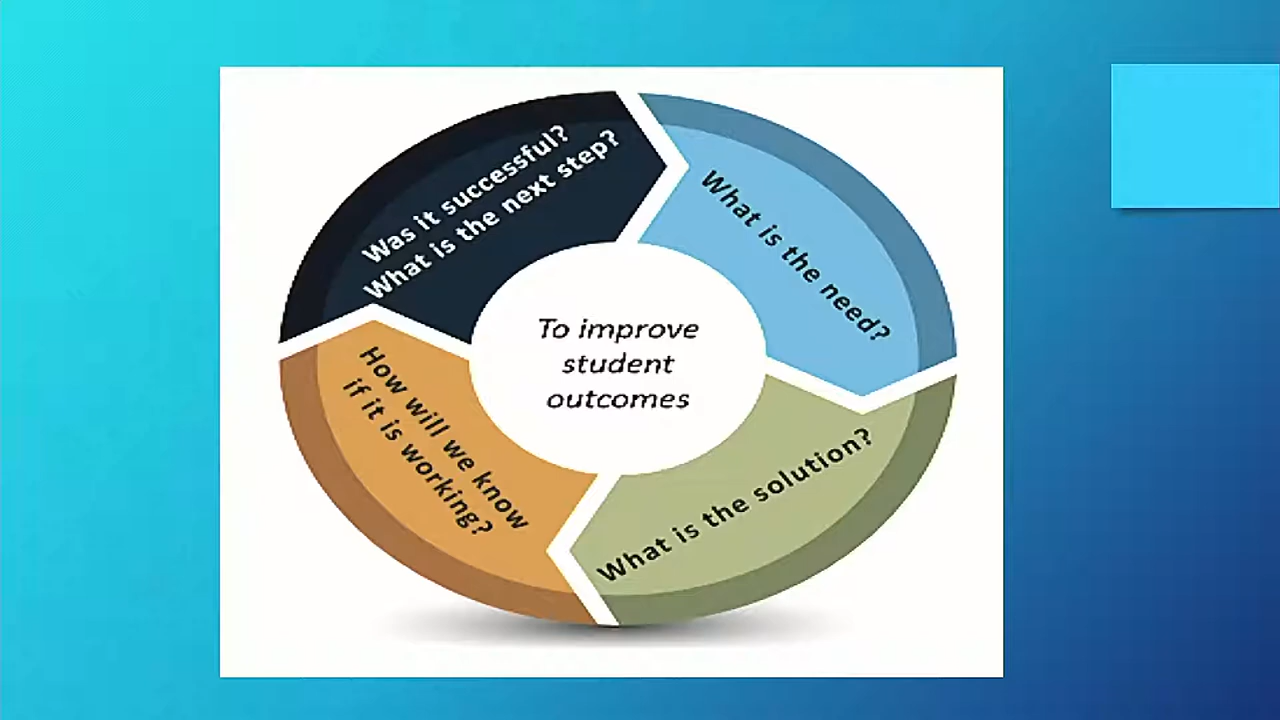 Was it successful?
What is the next step?
What is the need?
To improve
student
outcomes
How will we know
if it is working?
What is the solution?